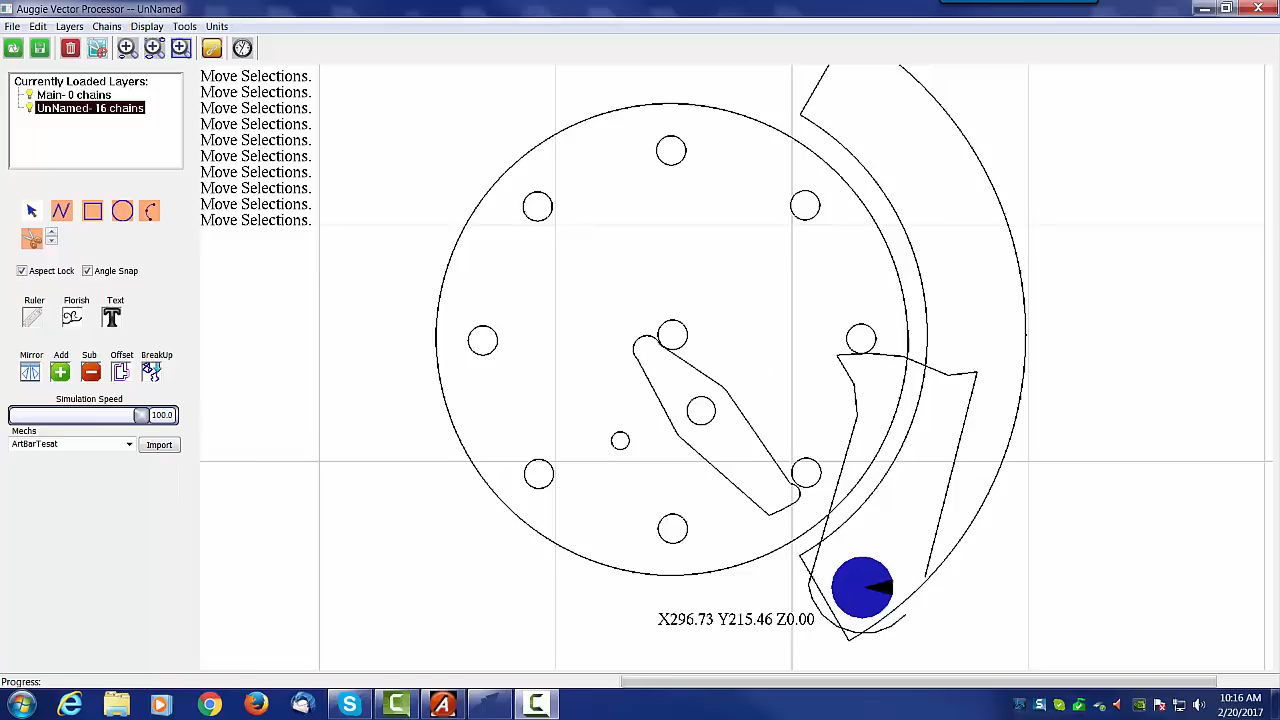 Auggie Vector Processor -- UnNamed
File Edit Layers Chains Display Tools Units
Currently Loaded Layers:
Main- 0 chains
UnNamed- 16 chains
Move Selections.
Move Selections.
Move Selections.
Move Selections.
Move Selections.
Move Selections.
Move Selections.
Move Selections.
Move Selections.
Move Selections.
Aspect Lock Angle Snap
Ruler Florish Text
T
Mirror Add Sub Offset BreakUp
Simulation Speed
100.0
Mechs
ArtBarTesat Import
X296.73 Y215.46 Z0.00
Progress:
10:16 AM
2/20/2017